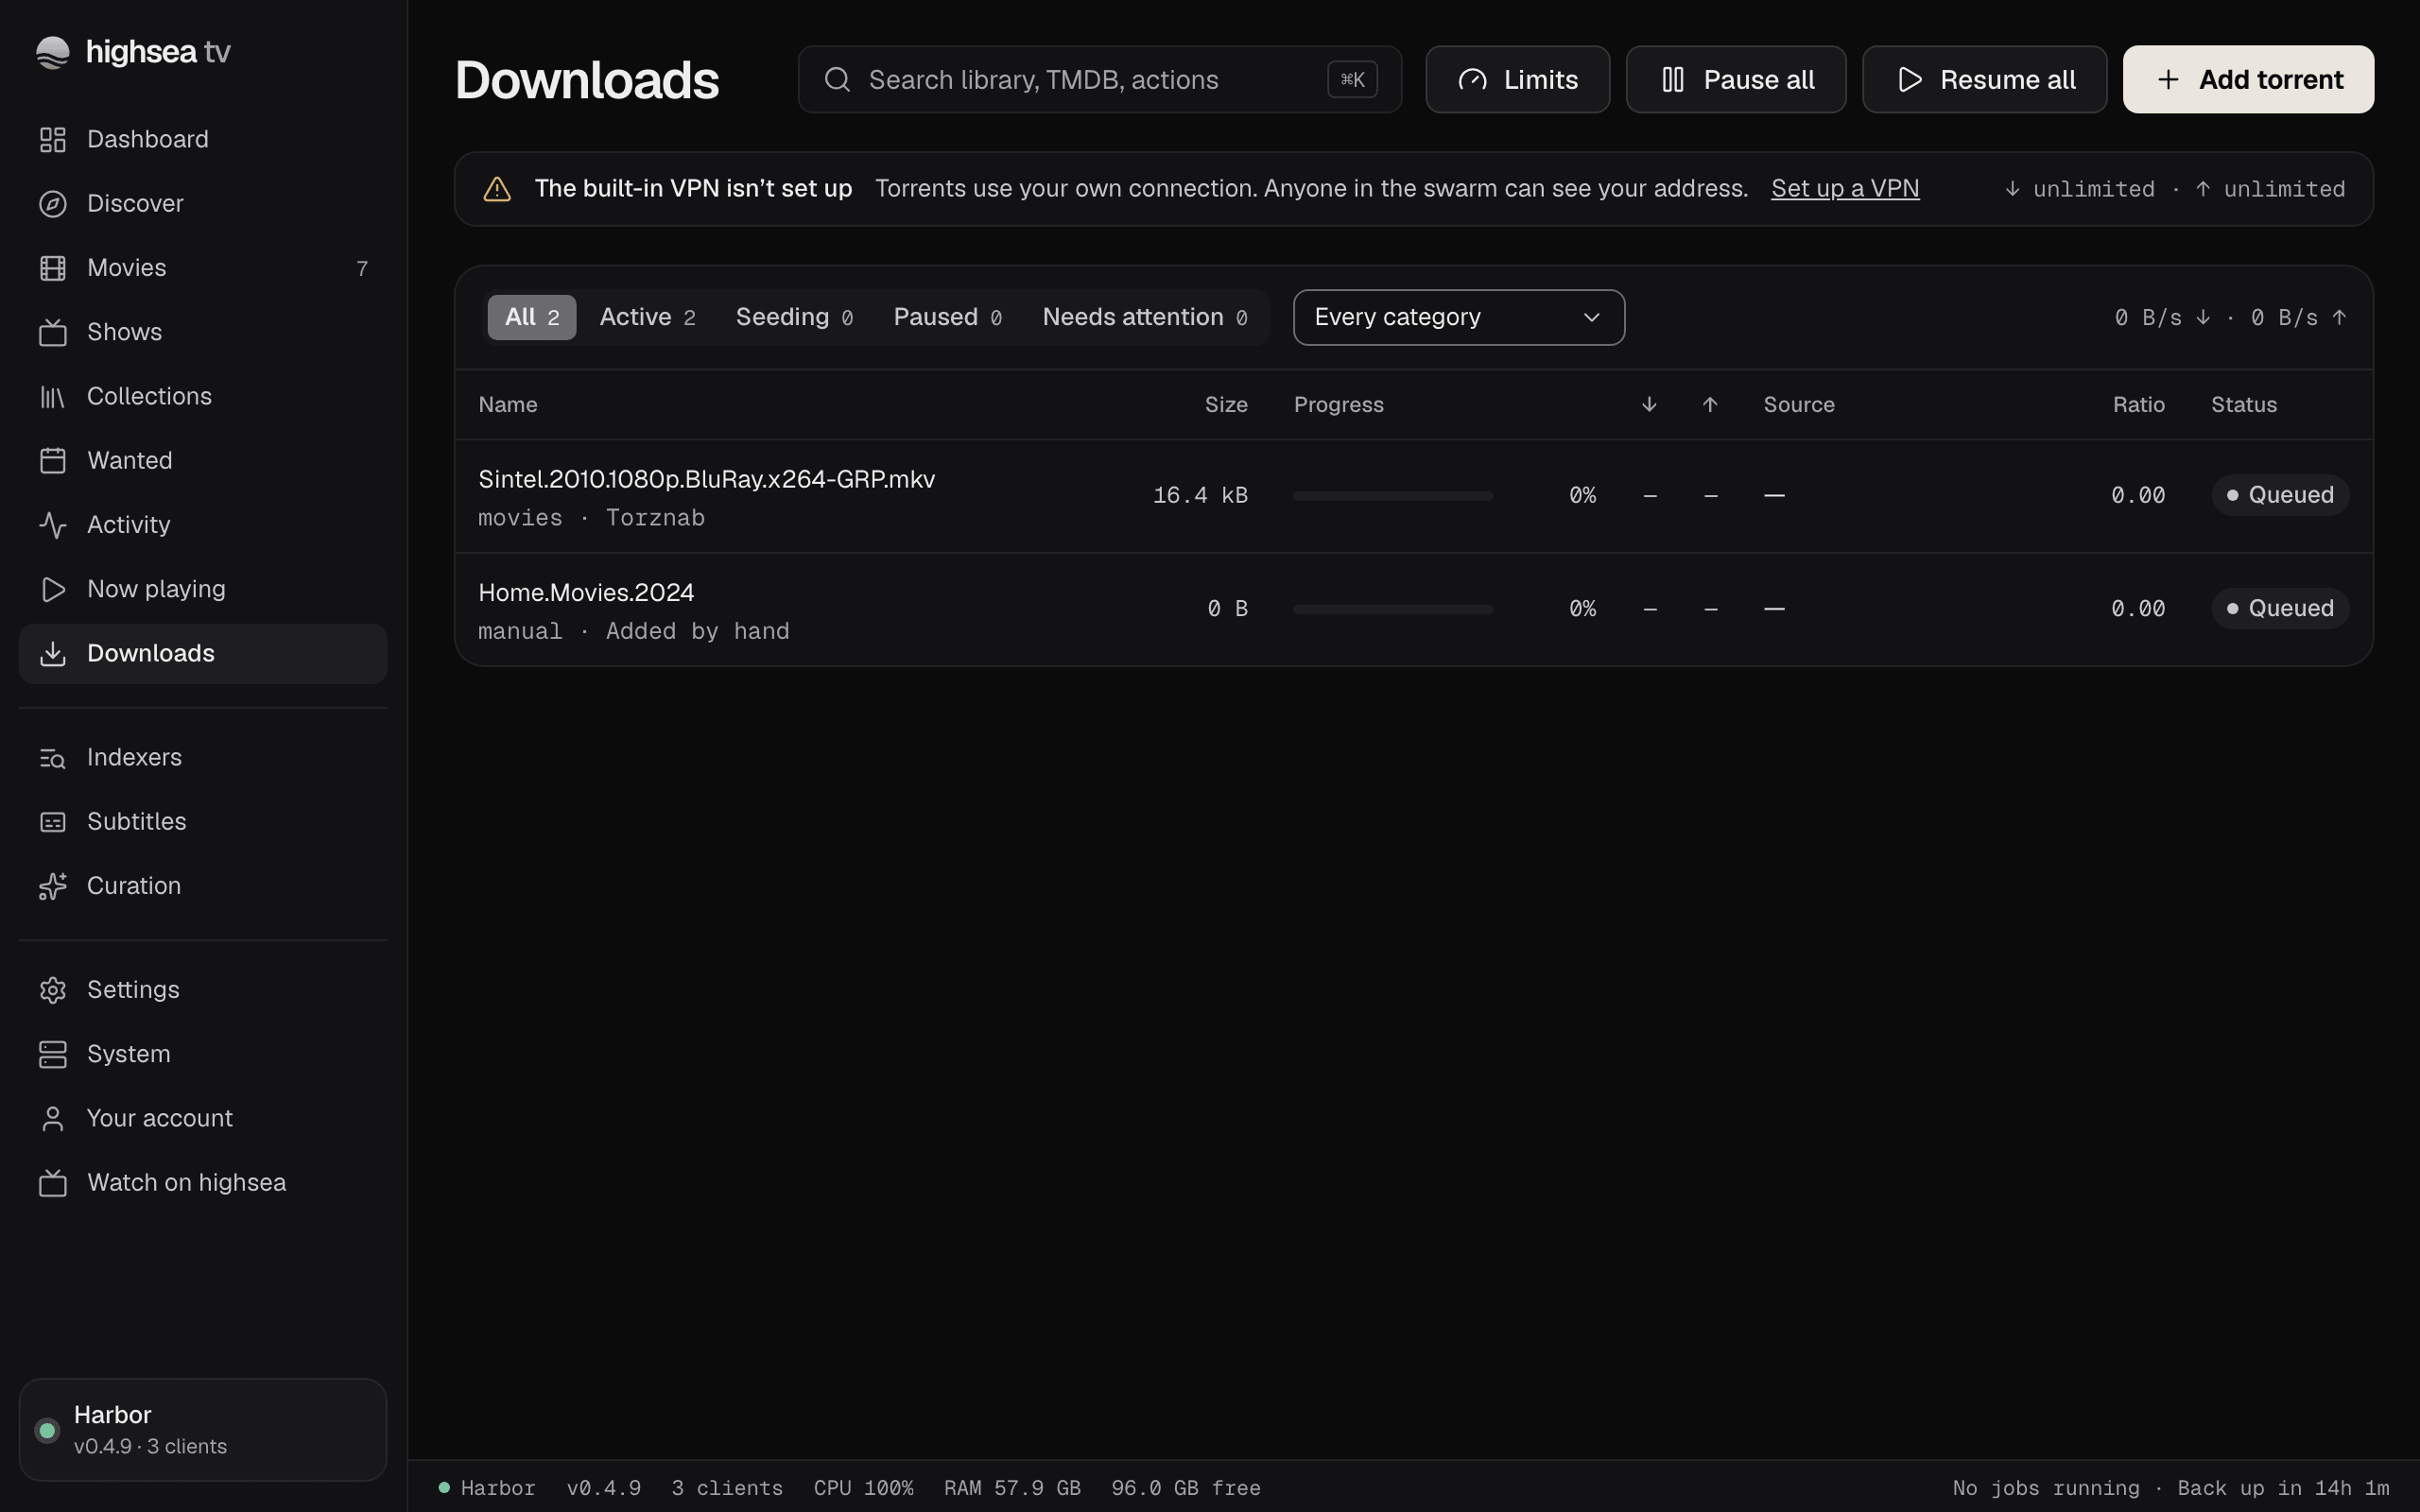 highsea tv
Dashboard
Discover
Movies 7
Shows
Collections
Wanted
Activity
Now playing
Downloads
Indexers
Subtitles
Curation
Settings
System
Your account
Watch on highsea
Harbor
v0.4.9 · 3 clients
Downloads
Search library, TMDB, actions ⌘K
Limits
Pause all
Resume all
+ Add torrent
The built-in VPN isn’t set up Torrents use your own connection. Anyone in the swarm can see your address. Set up a VPN ↓ unlimited · ↑ unlimited
All 2 Active 2 Seeding 0 Paused 0 Needs attention 0 Every category 0 B/s ↓ · 0 B/s ↑
Name Size Progress ↓ ↑ Source Ratio Status
Sintel.2010.1080p.BluRay.x264-GRP.mkv
movies · Torznab
16.4 kB 0% – – — 0.00 Queued
Home.Movies.2024
manual · Added by hand
0 B 0% – – — 0.00 Queued
Harbor v0.4.9 3 clients CPU 100% RAM 57.9 GB 96.0 GB free No jobs running · Back up in 14h 1m